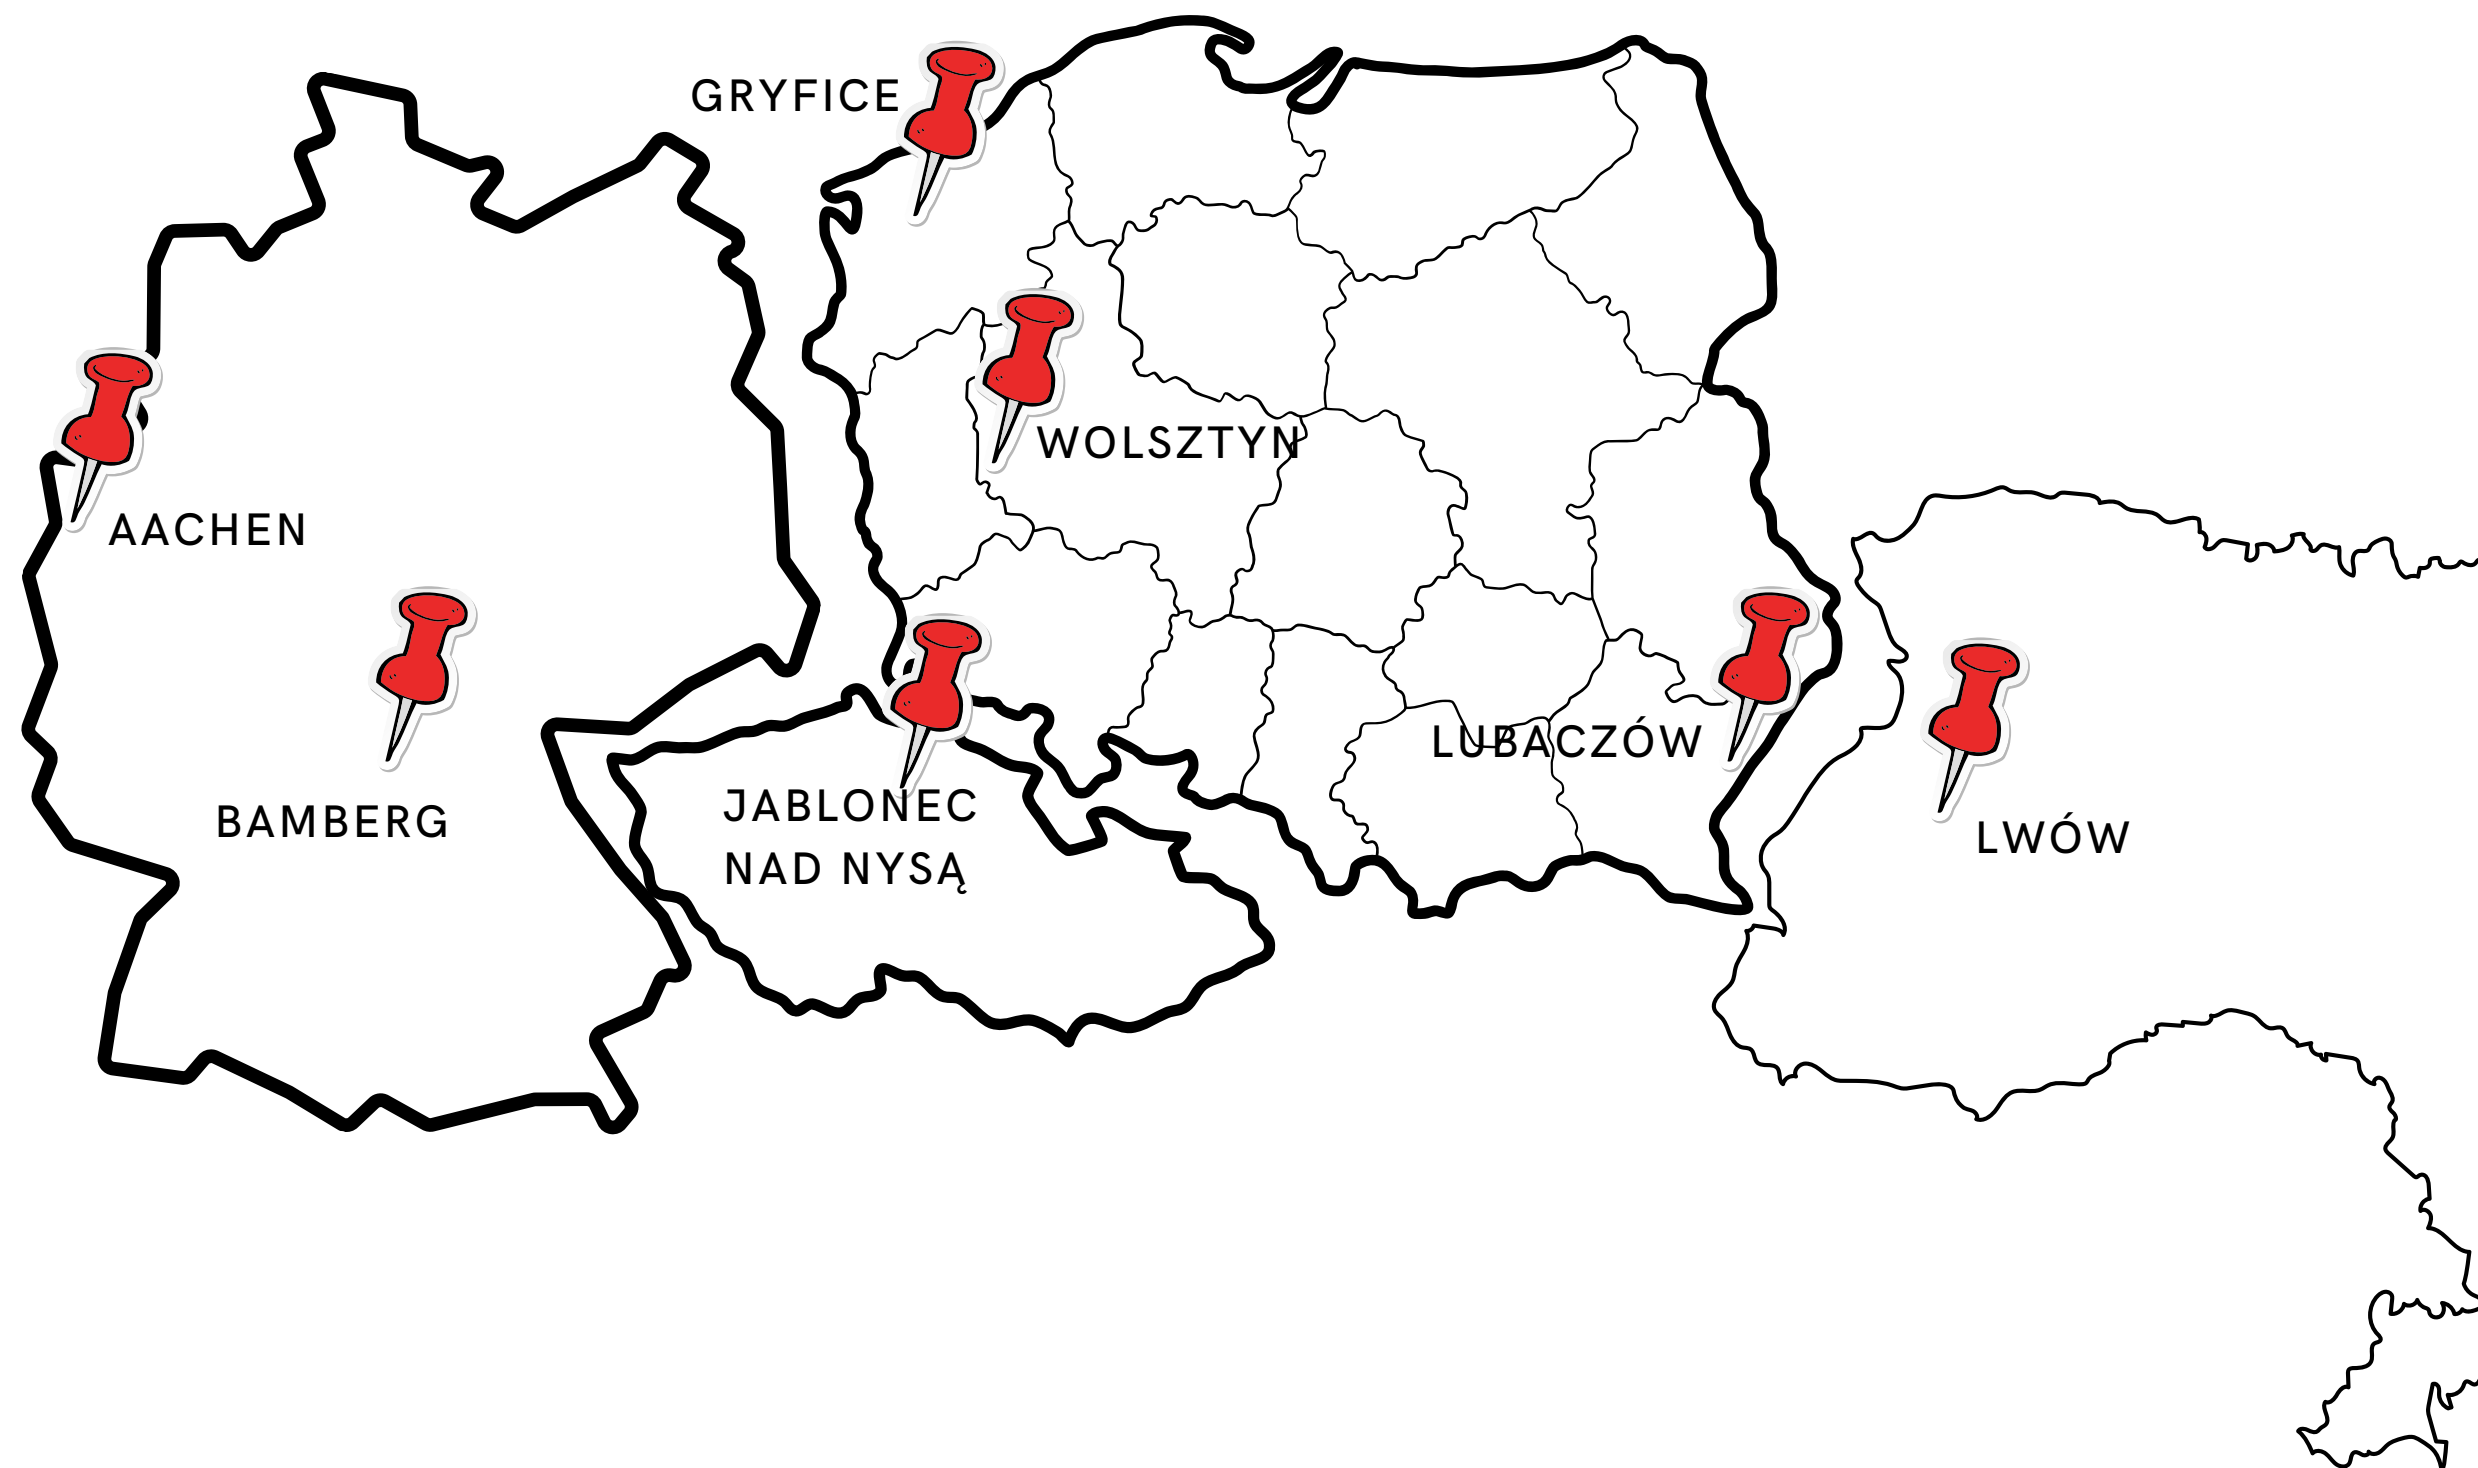 GRYFICE
WOLSZTYN
AACHEN
LUBACZÓW
BAMBERG
JABLONEC
NAD NYSĄ
LWÓW